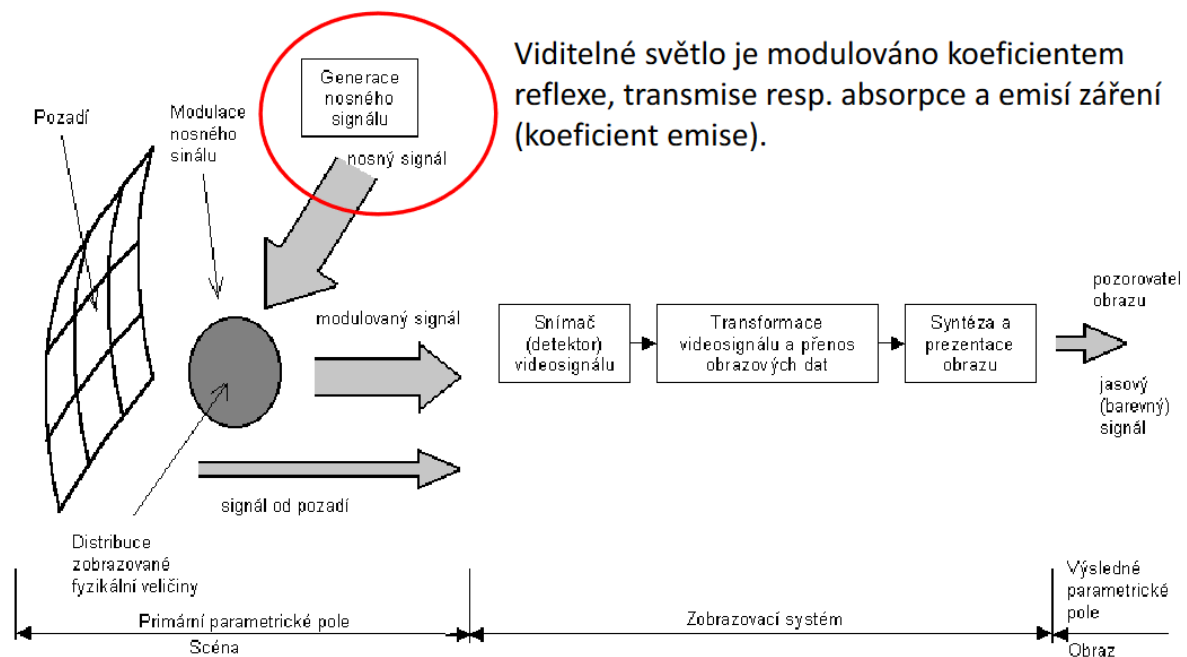 Viditelné světlo je modulováno koeficientem
reflexe, transmise resp. absorpce a emisí záření
(koeficient emise).
Generace
nosného
signálu
nosný signál
Pozadí
Modulace
nosného
sinálu
modulovaný signál
signál od pozadí
Distribuce
zobrazované
fyzikální veličiny
Snímač
(detektor)
videosignálu
Transformace
videosignálu a přenos
obrazových dat
Syntéza a
prezentace
obrazu
pozorovatel
obrazu
jasový
(barevný)
signál
Primární parametrické pole
Scéna
Zobrazovací systém
Výsledné
parametrické
pole
Obraz